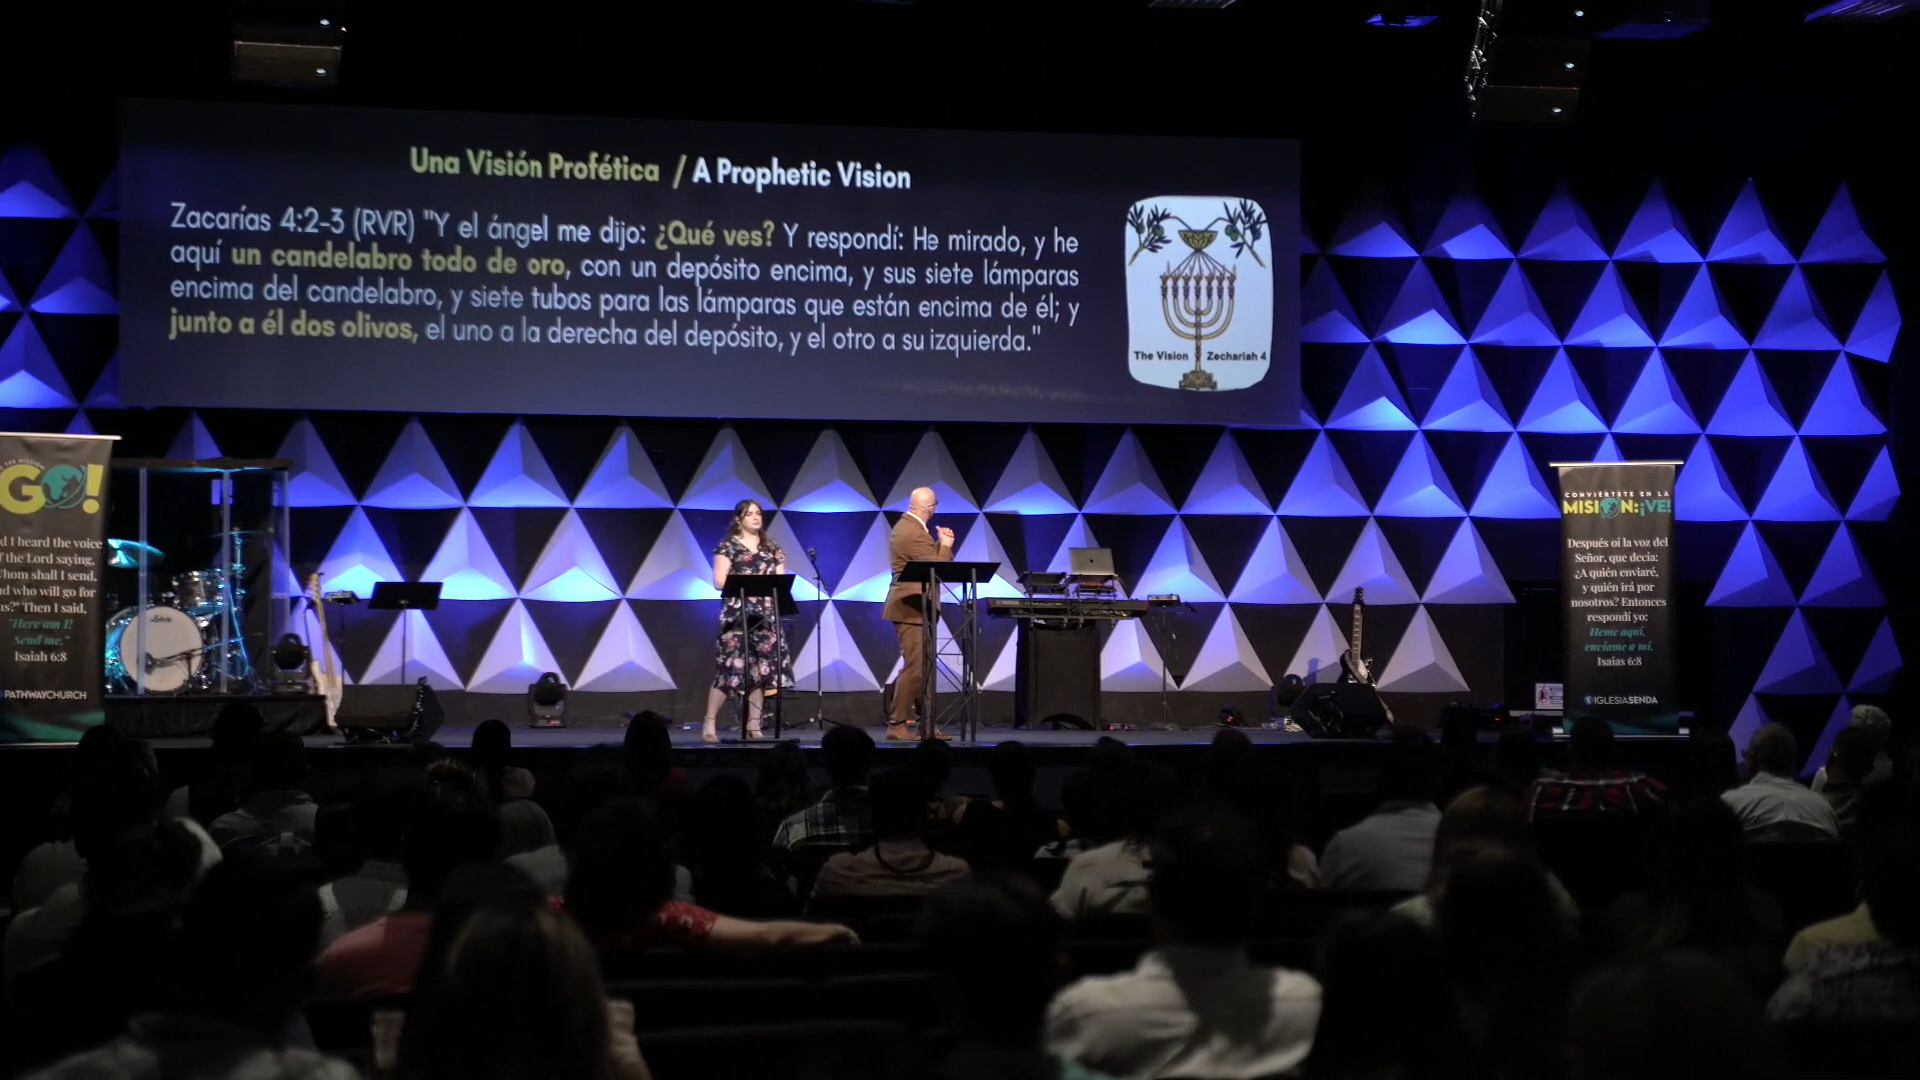 Una Visión Profética / A Prophetic Vision
Zacarías 4:2-3 (RVR) "Y el ángel me dijo: ¿Qué ves? Y respondí: He mirado, y he
aquí un candelabro todo de oro, con un depósito encima, y sus siete lámparas
encima del candelabro, y siete tubos para las lámparas que están encima de él; y
junto a él dos olivos, el uno a la derecha del depósito, y el otro a su izquierda."
The Vision Zechariah 4
THE MISSION
GO!
d I heard the voice
f the Lord saying,
hom shall I send,
d who will go for
us?" Then I said,
"Here am I!
Send me."
Isaiah 6:8
PATHWAYCHURCH
CONVIÉRTETE EN LA
MISIÓN: ¡VE!
Después oí la voz del
Señor, que decía:
¿A quién enviaré,
y quién irá por
nosotros? Entonces
respondí yo:
Heme aquí,
envíame a mí.
Isaías 6:8
IGLESIASENDA
Ludwig